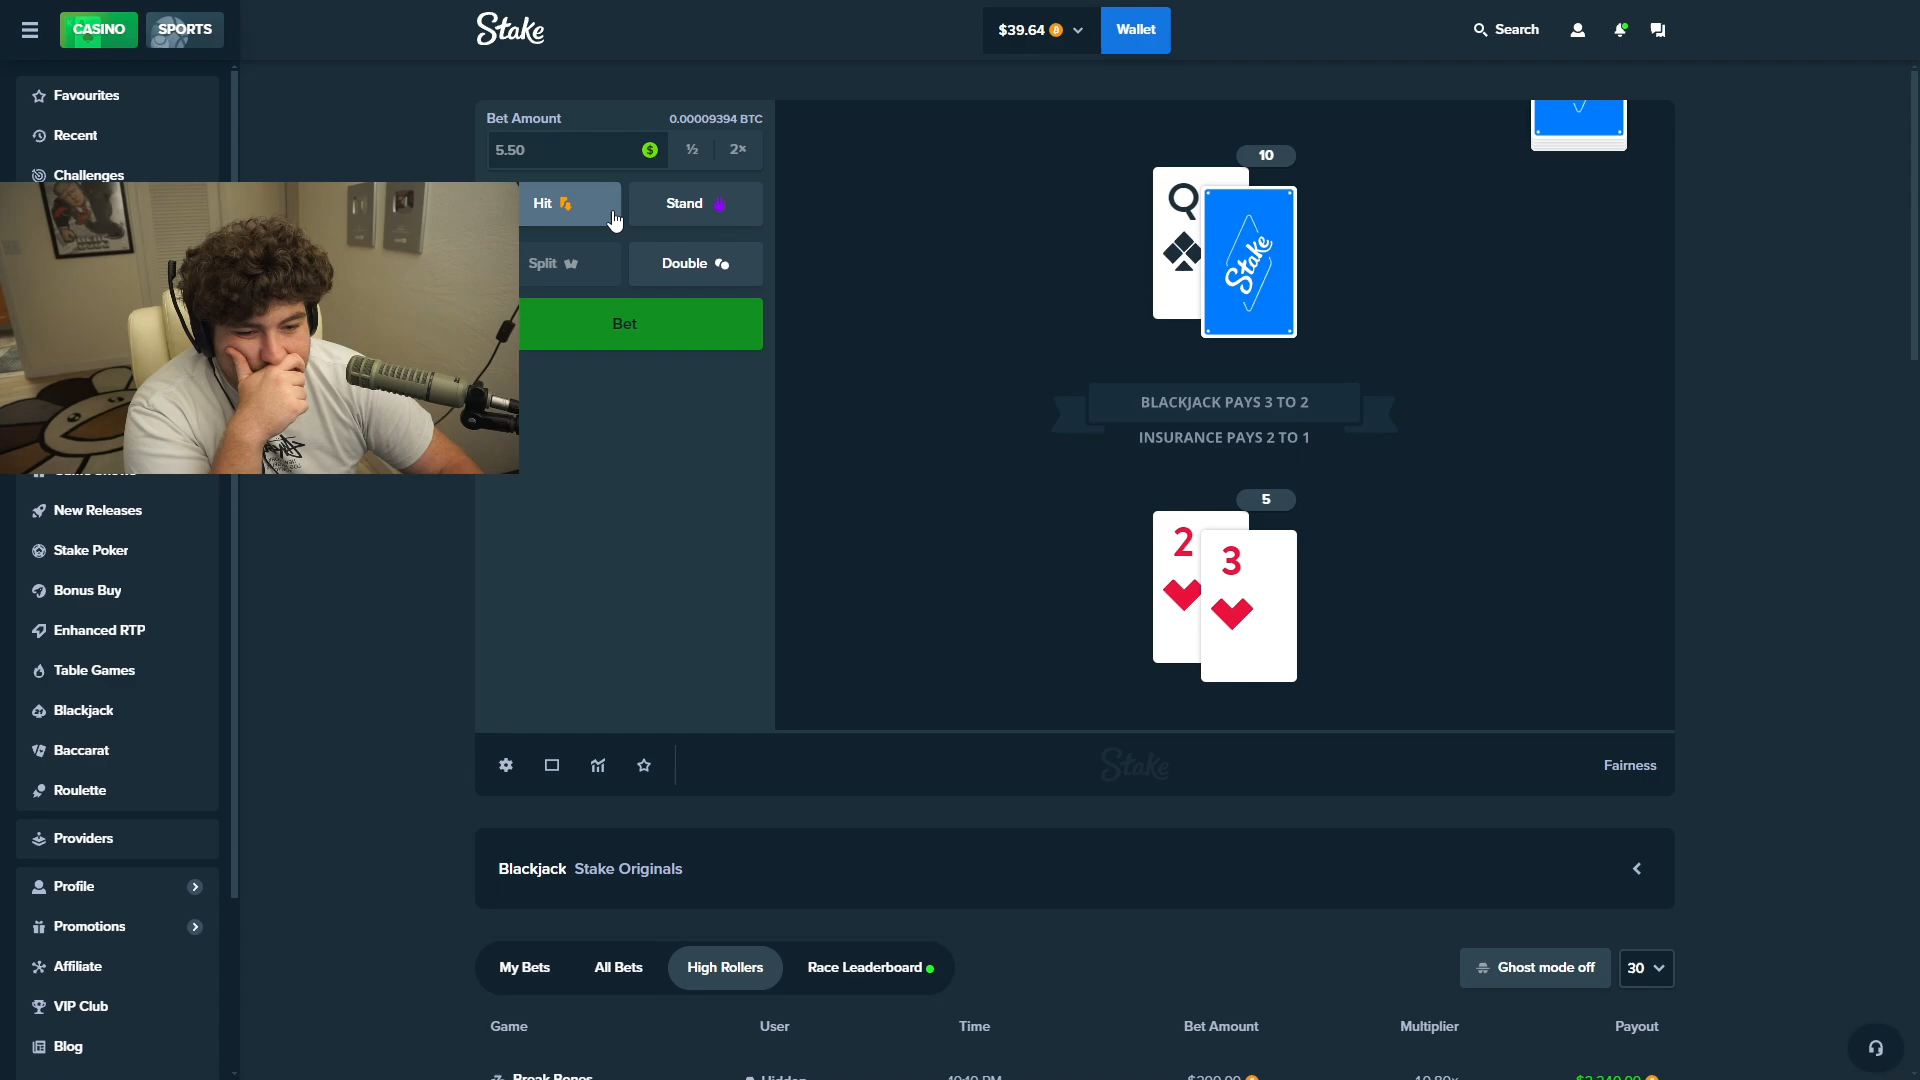 CASINO
SPORTS
Stake
$39.64
Wallet
Search
Favourites
Recent
Challenges
New Releases
Stake Poker
Bonus Buy
Enhanced RTP
Table Games
Blackjack
Baccarat
Roulette
Providers
Profile
Promotions
Affiliate
VIP Club
Blog
Bet Amount
0.00009394 BTC
5.50
½
2×
Hit
Stand
Split
Double
Bet
10
Q
Stake
BLACKJACK PAYS 3 TO 2
INSURANCE PAYS 2 TO 1
5
2
3
Stake
Fairness
Blackjack Stake Originals
My Bets
All Bets
High Rollers
Race Leaderboard
Ghost mode off
30
Game
User
Time
Bet Amount
Multiplier
Payout